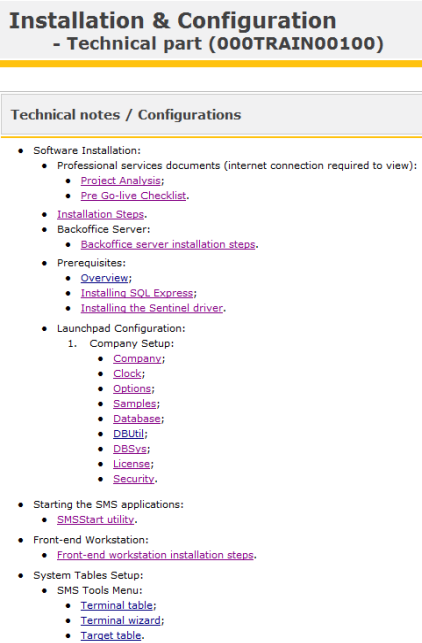 Installation & Configuration
- Technical part (000TRAIN00100)
Technical notes / Configurations
Software Installation:
Professional services documents (internet connection required to view):
Project Analysis;
Pre Go-live Checklist.
Installation Steps.
Backoffice Server:
Backoffice server installation steps.
Prerequisites:
Overview;
Installing SQL Express;
Installing the Sentinel driver.
Launchpad Configuration:
1. Company Setup:
Company;
Clock;
Options;
Samples;
Database;
DBUtil;
DBSys;
License;
Security.
Starting the SMS applications:
SMSStart utility.
Front-end Workstation:
Front-end workstation installation steps.
System Tables Setup:
SMS Tools Menu:
Terminal table;
Terminal wizard;
Target table.